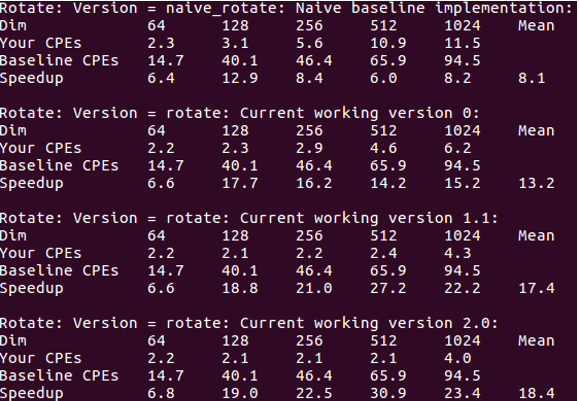 Rotate: Version = naive_rotate: Naive baseline implementation:
Dim 64 128 256 512 1024 Mean
Your CPEs 2.3 3.1 5.6 10.9 11.5
Baseline CPEs 14.7 40.1 46.4 65.9 94.5
Speedup 6.4 12.9 8.4 6.0 8.2 8.1
Rotate: Version = rotate: Current working version 0:
Dim 64 128 256 512 1024 Mean
Your CPEs 2.2 2.3 2.9 4.6 6.2
Baseline CPEs 14.7 40.1 46.4 65.9 94.5
Speedup 6.6 17.7 16.2 14.2 15.2 13.2
Rotate: Version = rotate: Current working version 1.1:
Dim 64 128 256 512 1024 Mean
Your CPEs 2.2 2.1 2.2 2.4 4.3
Baseline CPEs 14.7 40.1 46.4 65.9 94.5
Speedup 6.6 18.8 21.0 27.2 22.2 17.4
Rotate: Version = rotate: Current working version 2.0:
Dim 64 128 256 512 1024 Mean
Your CPEs 2.2 2.1 2.1 2.1 4.0
Baseline CPEs 14.7 40.1 46.4 65.9 94.5
Speedup 6.8 19.0 22.5 30.9 23.4 18.4